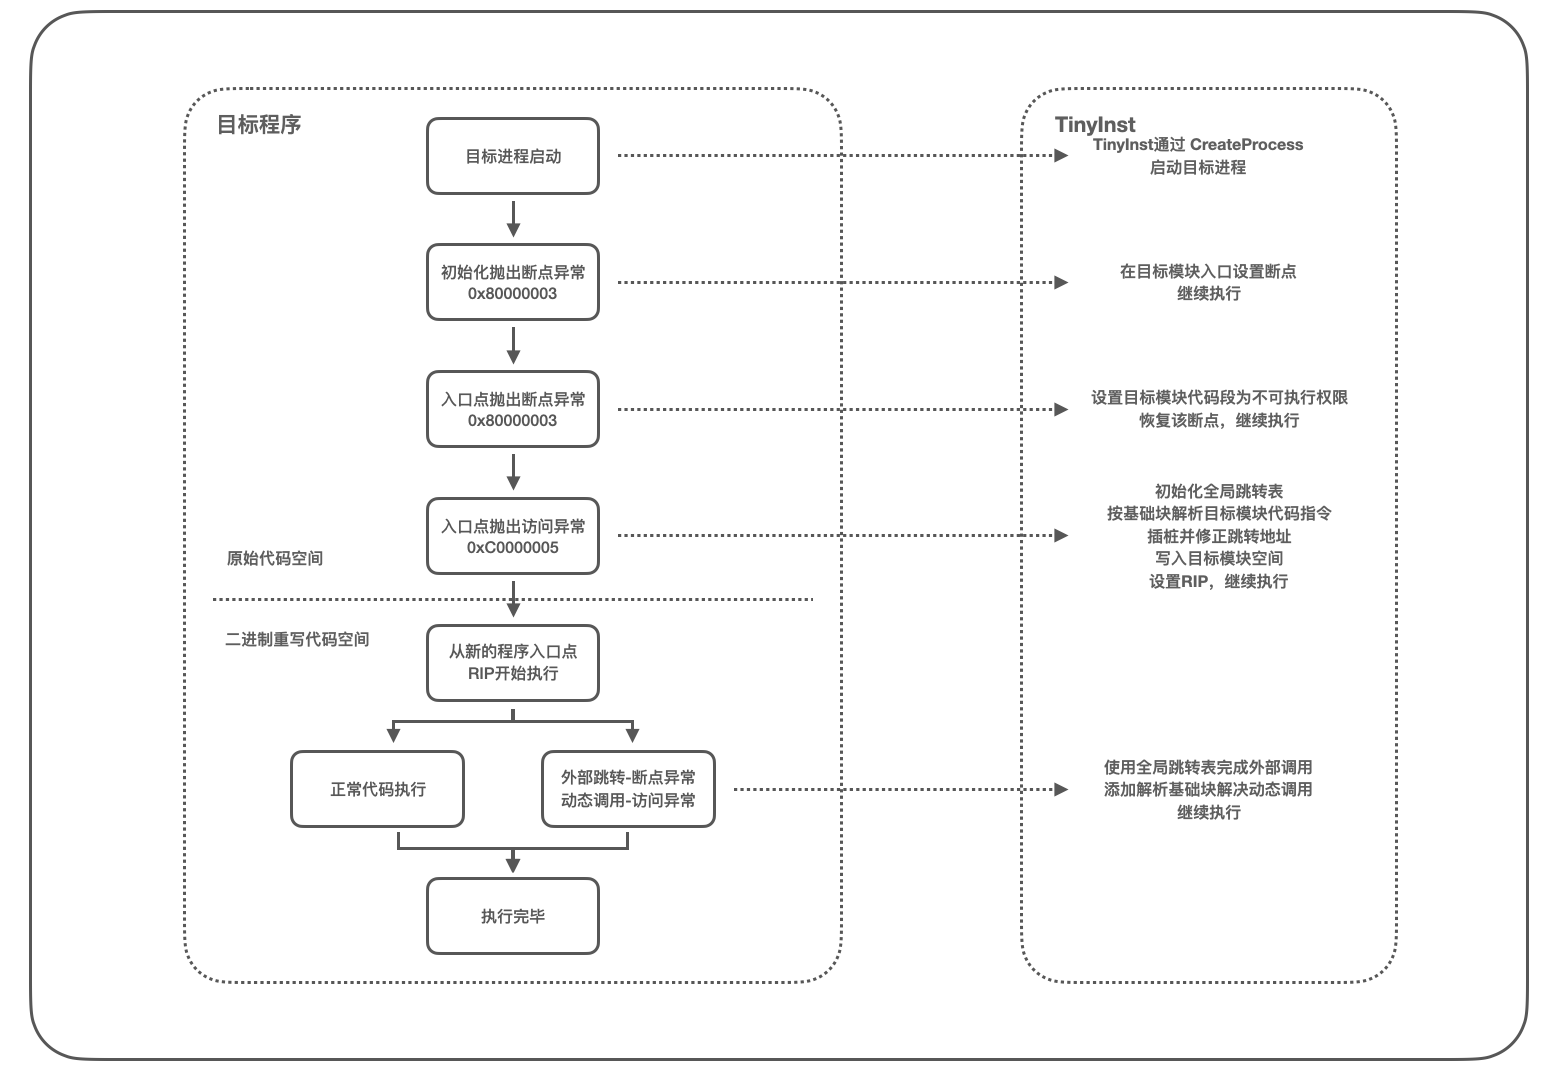 目标程序
目标进程启动
TinyInst
TinyInst通过 CreateProcess
启动目标进程
初始化抛出断点异常
0x80000003
在目标模块入口设置断点
继续执行
入口点抛出断点异常
0x80000003
设置目标模块代码段为不可执行权限
恢复该断点，继续执行
入口点抛出访问异常
0xC0000005
初始化全局跳转表
按基础块解析目标模块代码指令
插桩并修正跳转地址
写入目标模块空间
设置RIP，继续执行
原始代码空间
二进制重写代码空间
从新的程序入口点
RIP开始执行
正常代码执行
外部跳转-断点异常
动态调用-访问异常
使用全局跳转表完成外部调用
添加解析基础块解决动态调用
继续执行
执行完毕